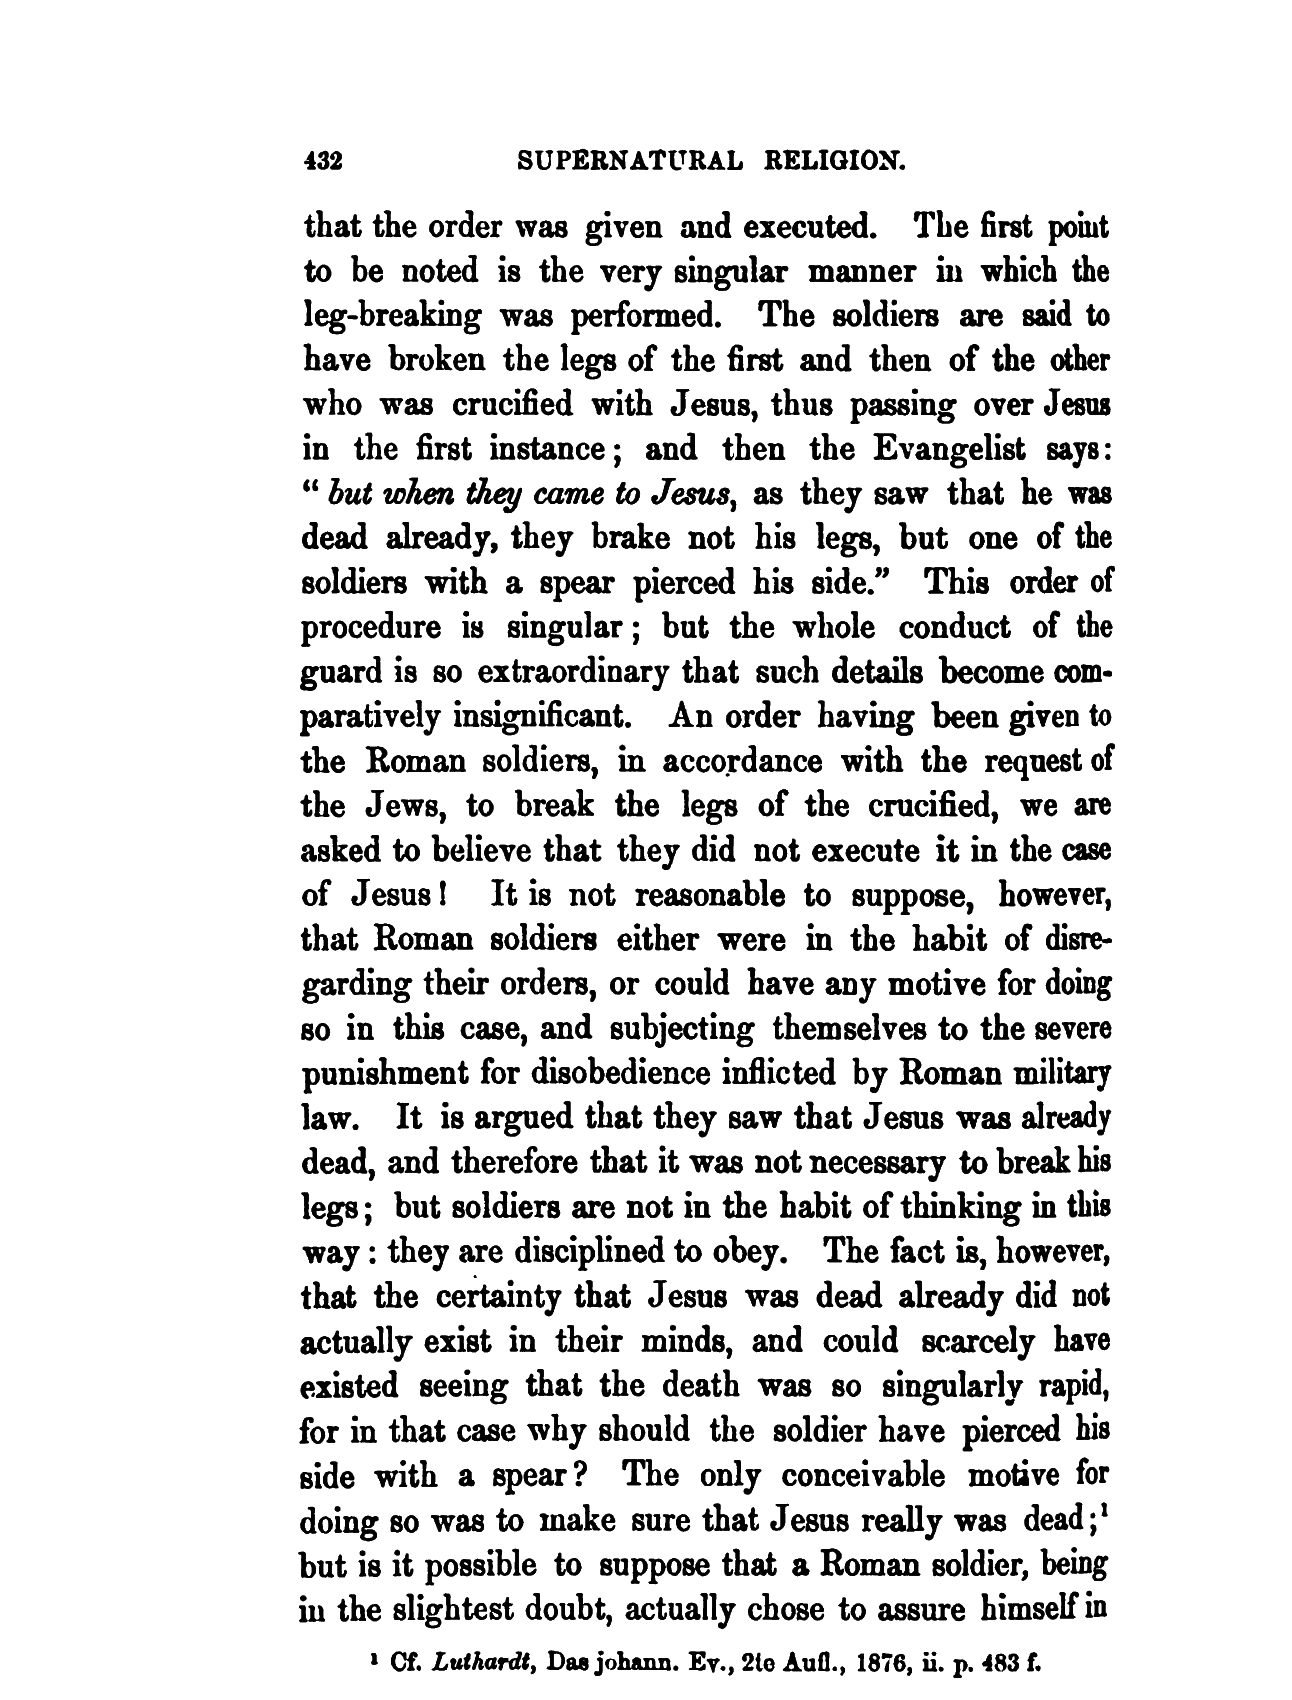 432 SUPERNATURAL RELIGION.
that the order was given and executed. The first point
to be noted is the very singular manner in which the
leg-breaking was performed. The soldiers are said to
have broken the legs of the first and then of the other
who was crucified with Jesus, thus passing over Jesus
in the first instance; and then the Evangelist says:
“but when they came to Jesus, as they saw that he was
dead already, they brake not his legs, but one of the
soldiers with a spear pierced his side.” This order of
procedure is singular; but the whole conduct of the
guard is so extraordinary that such details become com-
paratively insignificant. An order having been given to
the Roman soldiers, in accordance with the request of
the Jews, to break the legs of the crucified, we are
asked to believe that they did not execute it in the case
of Jesus! It is not reasonable to suppose, however,
that Roman soldiers either were in the habit of disre-
garding their orders, or could have any motive for doing
so in this case, and subjecting themselves to the severe
punishment for disobedience inflicted by Roman military
law. It is argued that they saw that Jesus was already
dead, and therefore that it was not necessary to break his
legs; but soldiers are not in the habit of thinking in this
way: they are disciplined to obey. The fact is, however,
that the certainty that Jesus was dead already did not
actually exist in their minds, and could scarcely have
existed seeing that the death was so singularly rapid,
for in that case why should the soldier have pierced his
side with a spear? The only conceivable motive for
doing so was to make sure that Jesus really was dead;¹
but is it possible to suppose that a Roman soldier, being
in the slightest doubt, actually chose to assure himself in
¹ Cf. Luthardt, Das johann. Ev., 2te Aufl., 1876, ii. p. 483 f.